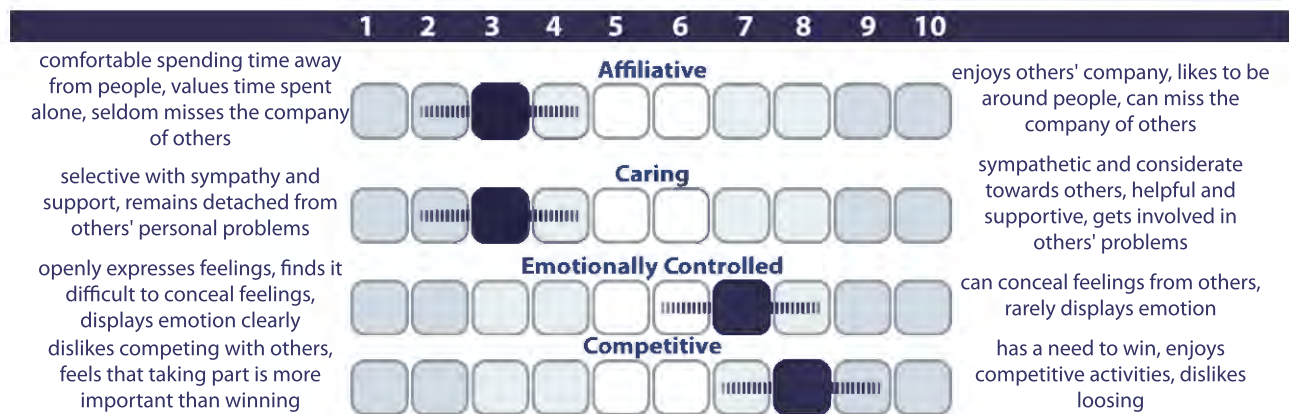 1 2 3 4 5 6 7 8 9 10
comfortable spending time away
from people, values time spent
alone, seldom misses the company
of others
Affiliative
enjoys others' company, likes to be
around people, can miss the
company of others
selective with sympathy and
support, remains detached from
others' personal problems
Caring
sympathetic and considerate
towards others, helpful and
supportive, gets involved in
others' problems
openly expresses feelings, finds it
difficult to conceal feelings,
displays emotion clearly
Emotionally Controlled
can conceal feelings from others,
rarely displays emotion
dislikes competing with others,
feels that taking part is more
important than winning
Competitive
has a need to win, enjoys
competitive activities, dislikes
loosing